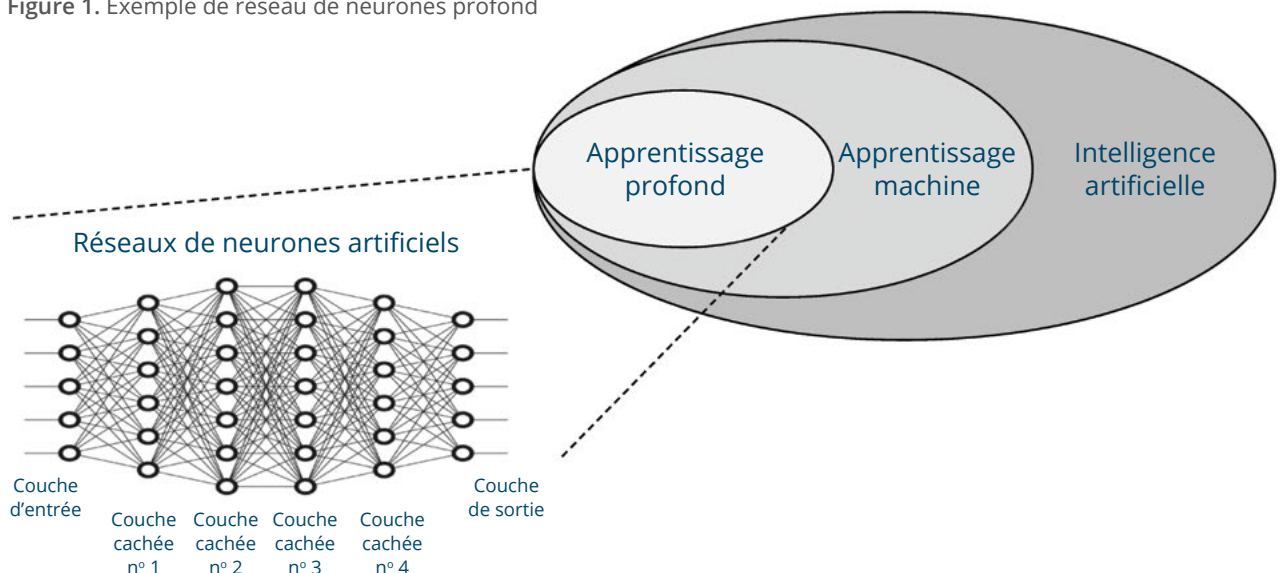 Figure 1. Exemple de réseau de neurones profond
Apprentissage
profond
Apprentissage
machine
Intelligence
artificielle
Réseaux de neurones artificiels
Couche
d'entrée
Couche
cachée
nº 1
Couche
cachée
nº 2
Couche
cachée
nº 3
Couche
cachée
nº 4
Couche
de sortie